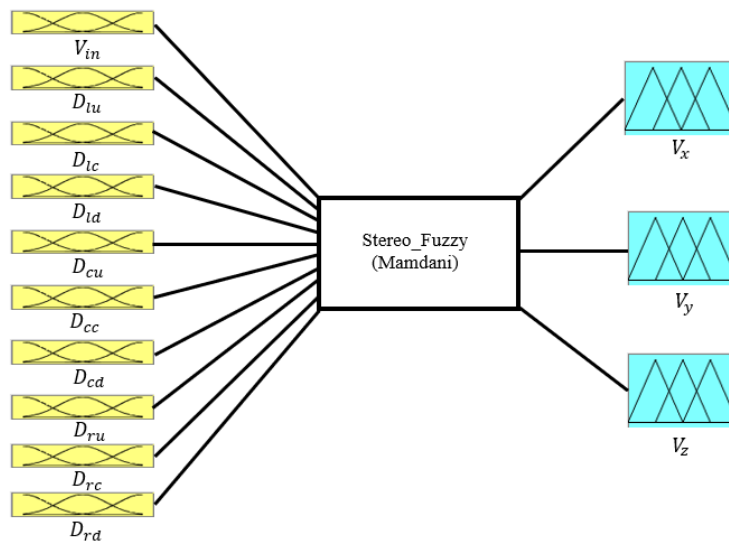 V_in
D_lu
D_lc
D_ld
D_cu
D_cc
D_cd
D_ru
D_rc
D_rd
Stereo_Fuzzy
(Mamdani)
V_x
V_y
V_z